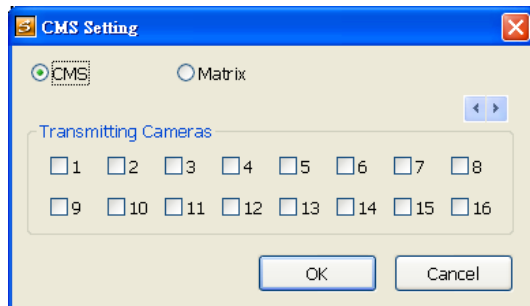 CMS Setting
CMS Matrix
Transmitting Cameras
1 2 3 4 5 6 7 8
9 10 11 12 13 14 15 16
OK Cancel